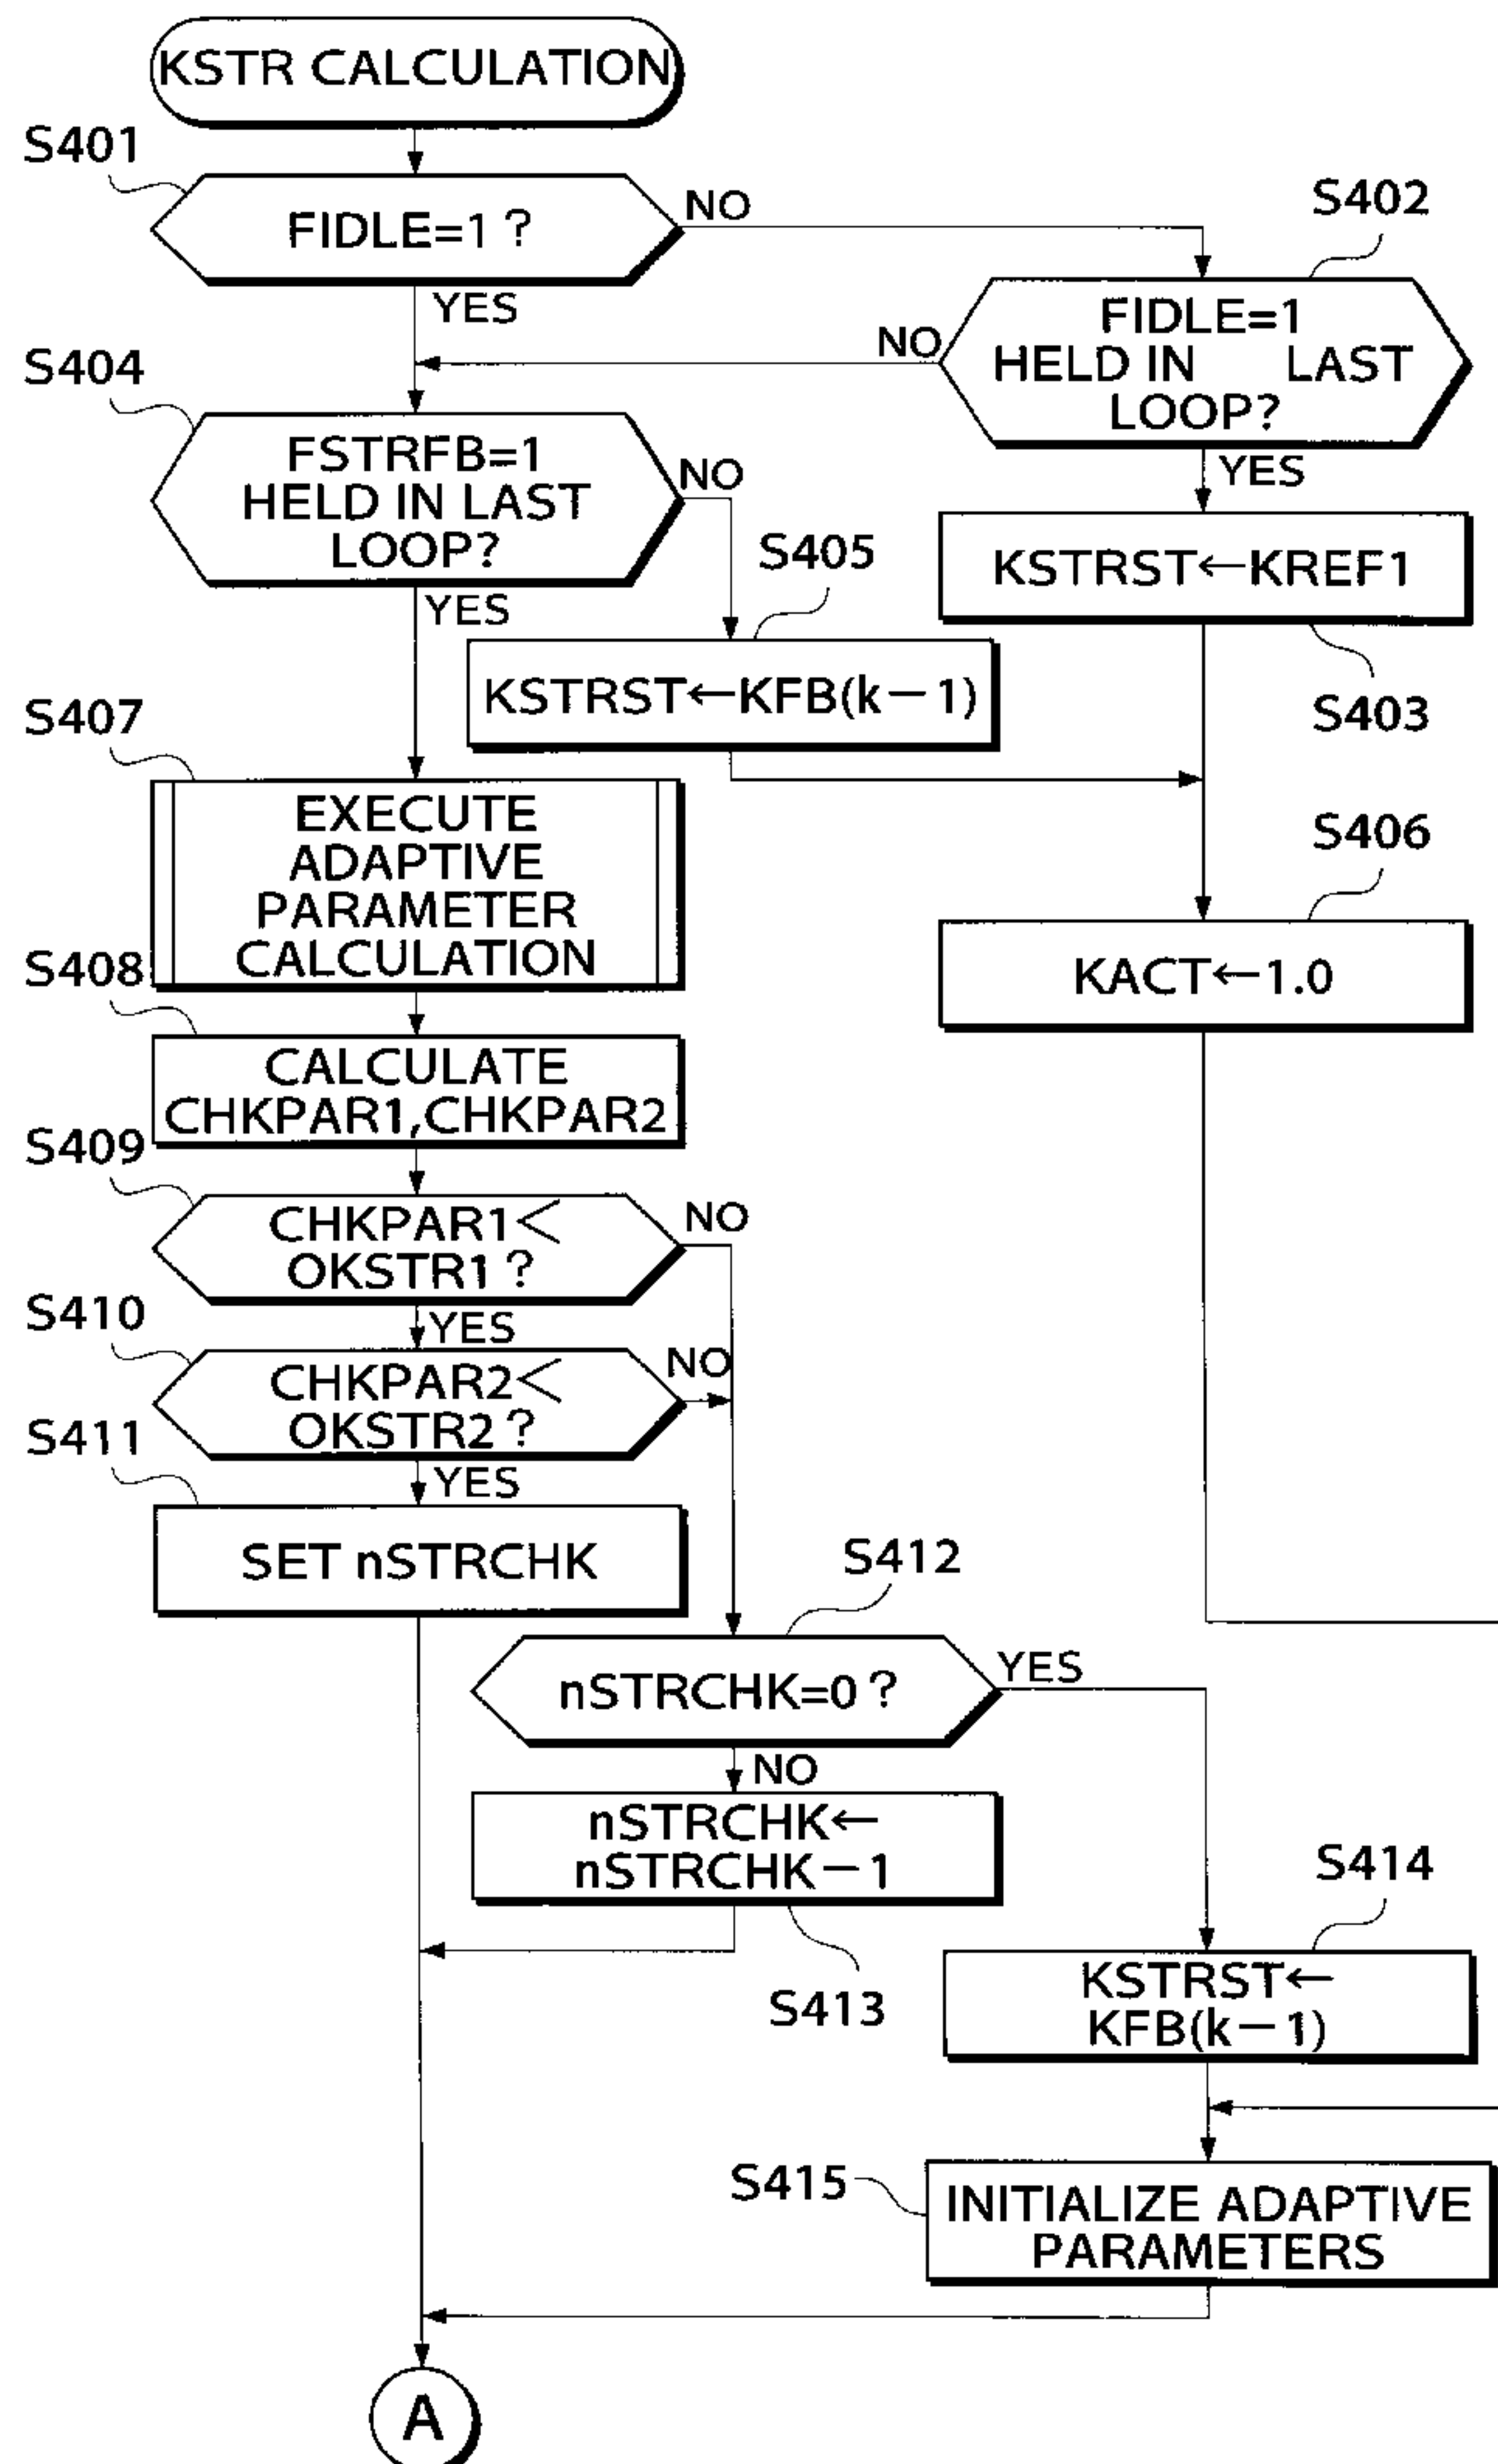 KSTR CALCULATION
S401
FIDLE=1?
NO
YES
S402
FIDLE=1
HELD IN LAST
LOOP?
NO
YES
S404
FSTRFB=1
HELD IN LAST
LOOP?
NO
YES
S405
KSTRST←KFB(k−1)
KSTRST←KREF1
S403
S407
EXECUTE
ADAPTIVE
PARAMETER
CALCULATION
S406
KACT←1.0
S408
CALCULATE
CHKPAR1,CHKPAR2
S409
CHKPAR1<
OKSTR1?
NO
YES
S410
CHKPAR2<
OKSTR2?
NO
YES
S411
SET nSTRCHK
S412
nSTRCHK=0?
YES
NO
nSTRCHK←
nSTRCHK−1
S413
S414
KSTRST←
KFB(k−1)
S415
INITIALIZE ADAPTIVE
PARAMETERS
A